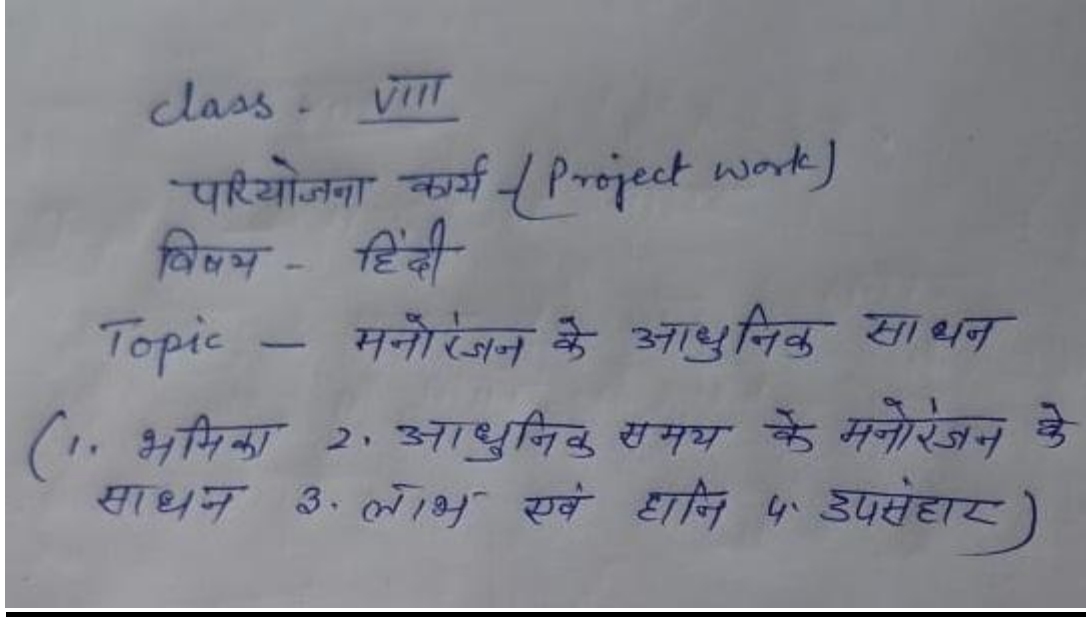 class - VIII
परियोजना कार्य - (Project work)
विषय - हिंदी
Topic - मनोरंजन के आधुनिक साधन
(1. भूमिका 2. आधुनिक समय के मनोरंजन के
साधन 3. लाभ एवं हानि 4. उपसंहार)